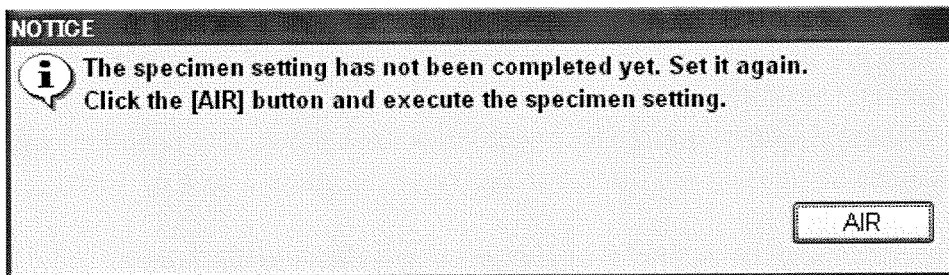 NOTICE
The specimen setting has not been completed yet. Set it again.
Click the [AIR] button and execute the specimen setting.
AIR